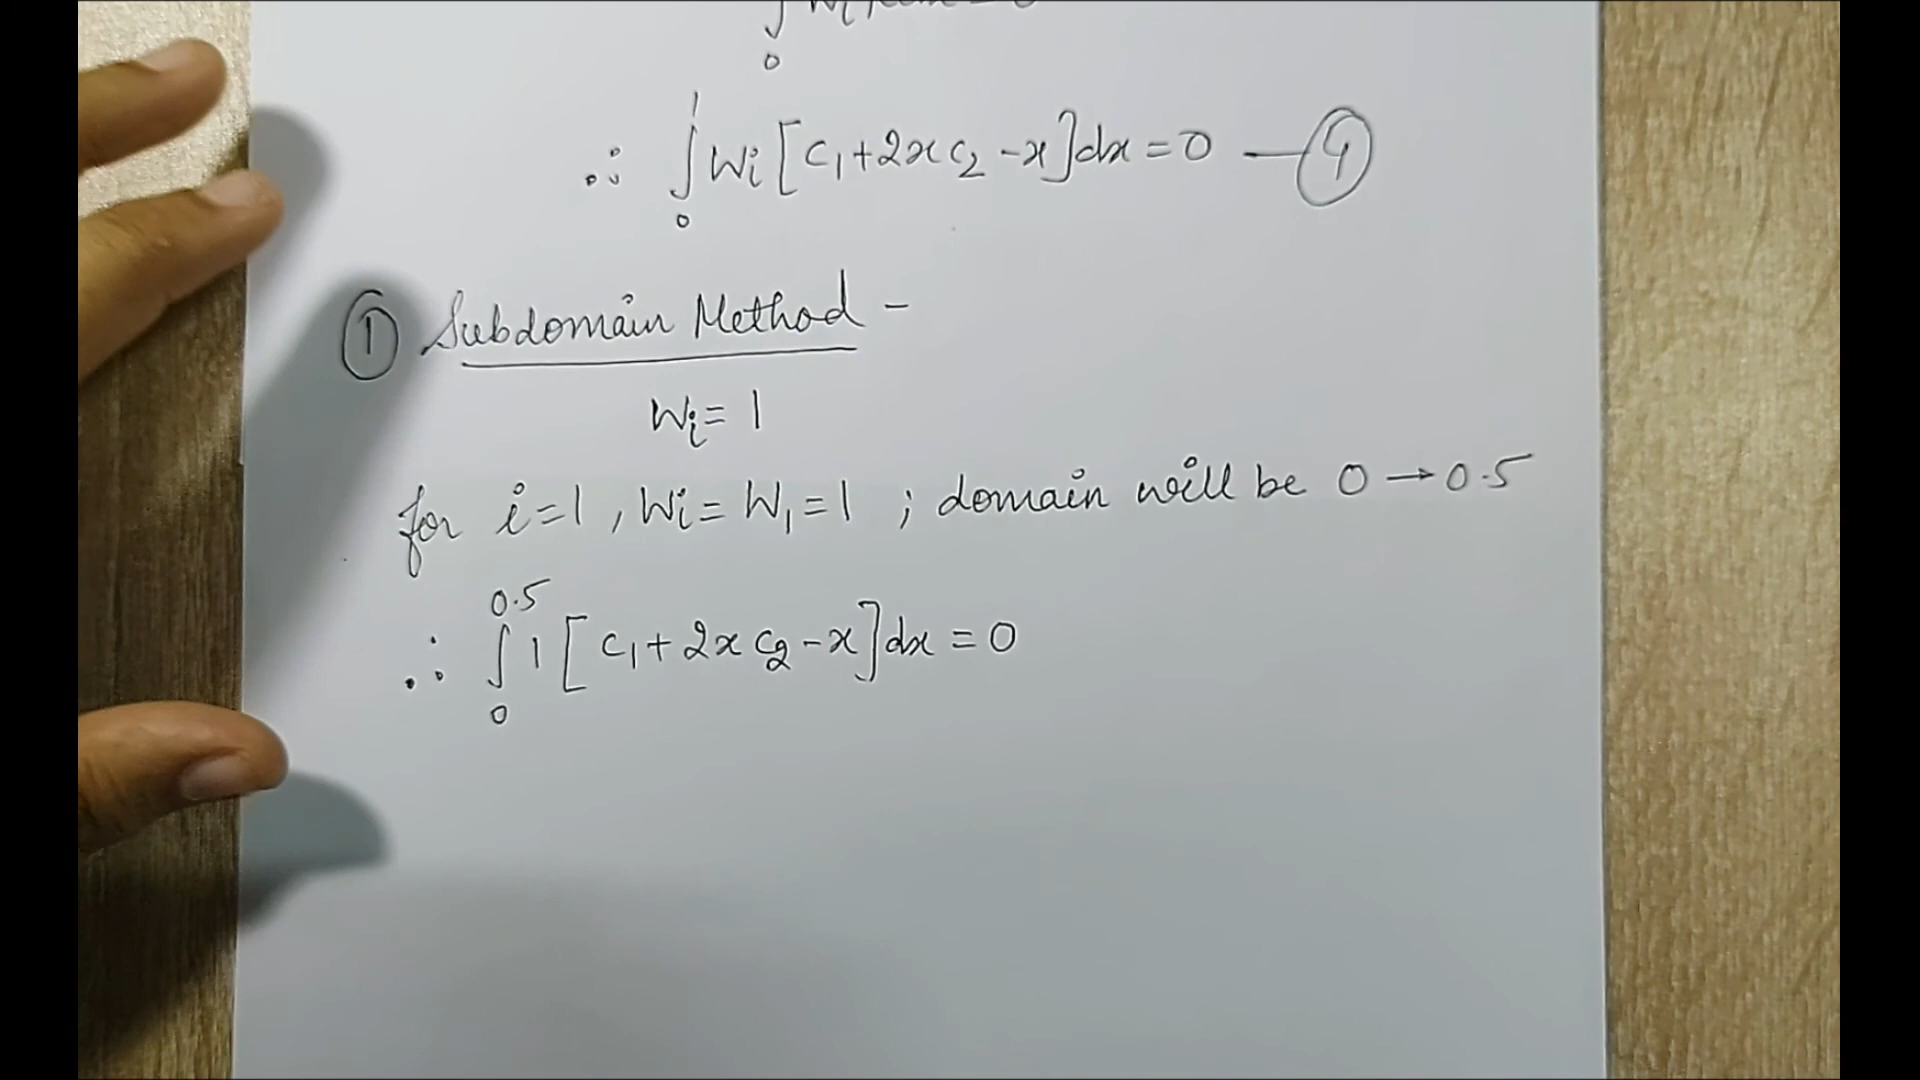 0
∴ ∫₀¹ Wi [C₁+2xC₂-x]dx = 0 — 4
① Subdomain Method -
Wi = 1
for i=1, Wi = W₁ = 1 ; domain will be 0 → 0.5
∴ ∫₀^0.5 1 [C₁+2xC₂-x]dx = 0